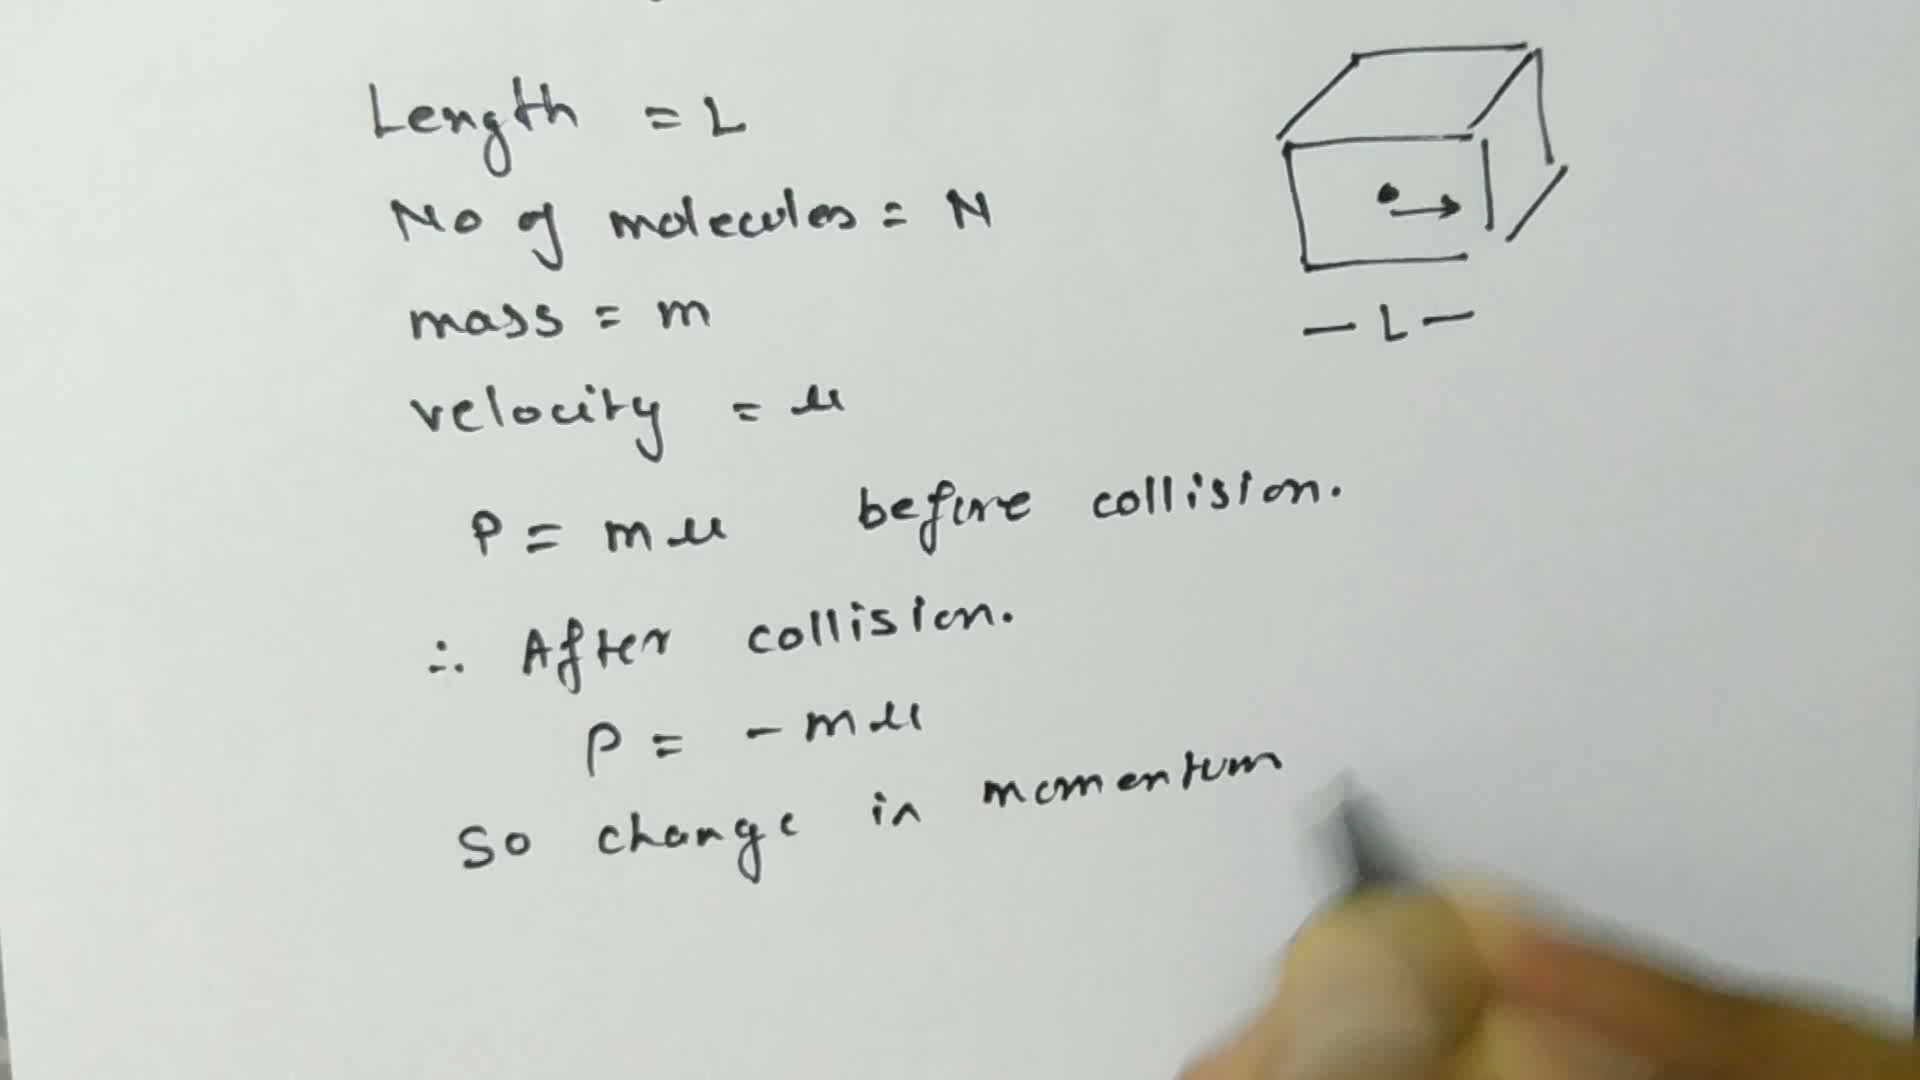 Length = L
No of molecules = N
mass = m
velocity = u
P = mu before collision.
∴ After collision.
P = - mu
So change in momentum
- L -